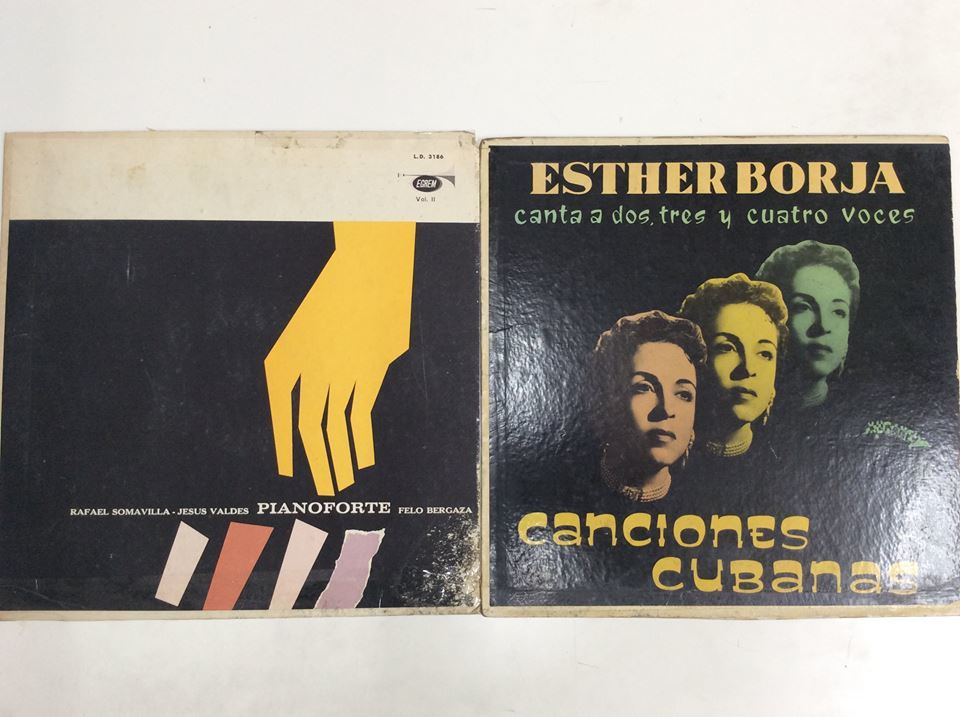 L.D. 3186
EGREM
Vol. II
RAFAEL SOMAVILLA - JESUS VALDES PIANOFORTE FELO BERGAZA
ESTHER BORJA
canta a dos, tres y cuatro voces
CANCIONES
CUBANAS